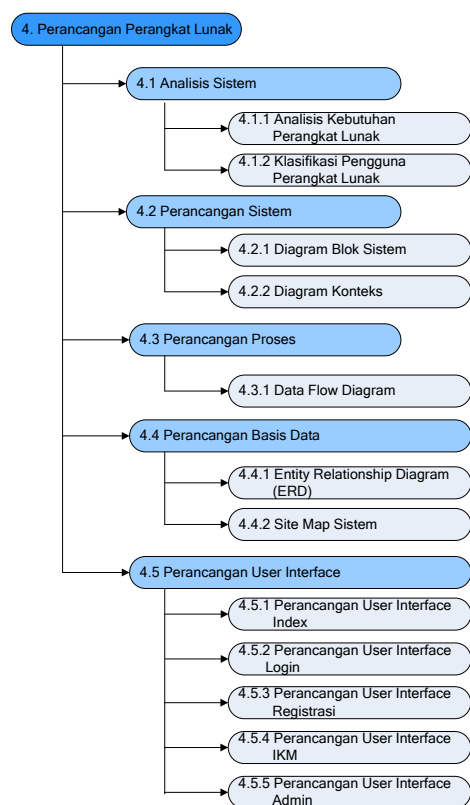 4. Perancangan Perangkat Lunak
4.1 Analisis Sistem
4.1.1 Analisis Kebutuhan
Perangkat Lunak
4.1.2 Klasifikasi Pengguna
Perangkat Lunak
4.2 Perancangan Sistem
4.2.1 Diagram Blok Sistem
4.2.2 Diagram Konteks
4.3 Perancangan Proses
4.3.1 Data Flow Diagram
4.4 Perancangan Basis Data
4.4.1 Entity Relationship Diagram
(ERD)
4.4.2 Site Map Sistem
4.5 Perancangan User Interface
4.5.1 Perancangan User Interface
Index
4.5.2 Perancangan User Interface
Login
4.5.3 Perancangan User Interface
Registrasi
4.5.4 Perancangan User Interface
IKM
4.5.5 Perancangan User Interface
Admin